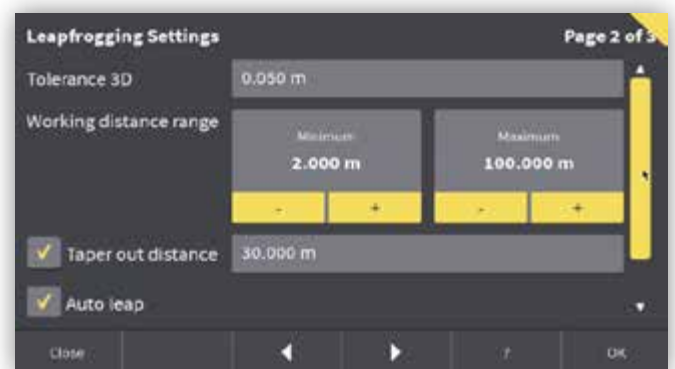 Leapfrogging Settings Page 2 of 3
Tolerance 3D 0.050 m
Working distance range
Minimum Maximum
2.000 m 100.000 m
- + - +
Taper out distance 30.000 m
Auto leap
Close ? OK